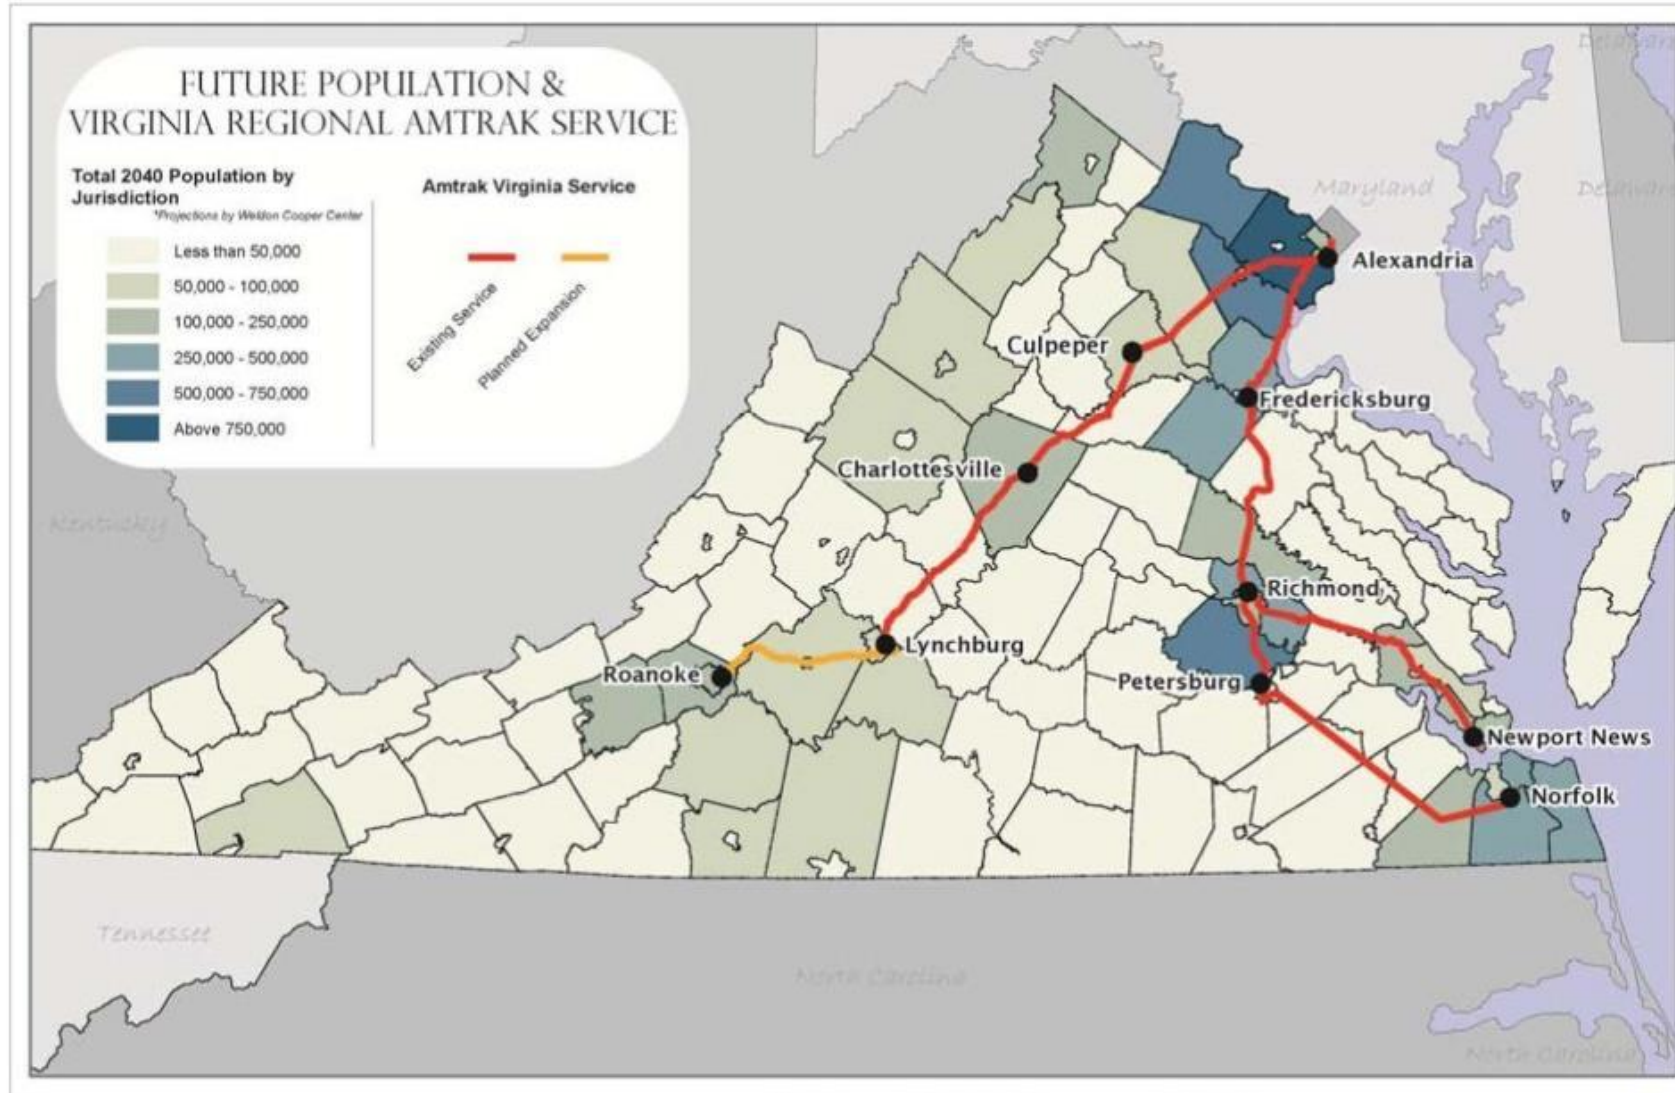 FUTURE POPULATION &
VIRGINIA REGIONAL AMTRAK SERVICE
Total 2040 Population by
Jurisdiction
*Projections by Weldon Cooper Center
Less than 50,000
50,000 - 100,000
100,000 - 250,000
250,000 - 500,000
500,000 - 750,000
Above 750,000
Amtrak Virginia Service
Existing Service
Planned Expansion
Delaware
Maryland
Delaware
Alexandria
Culpeper
Fredericksburg
Charlottesville
Kentucky
Richmond
Lynchburg
Roanoke
Petersburg
Newport News
Norfolk
Tennessee
North Carolina
North Carolina